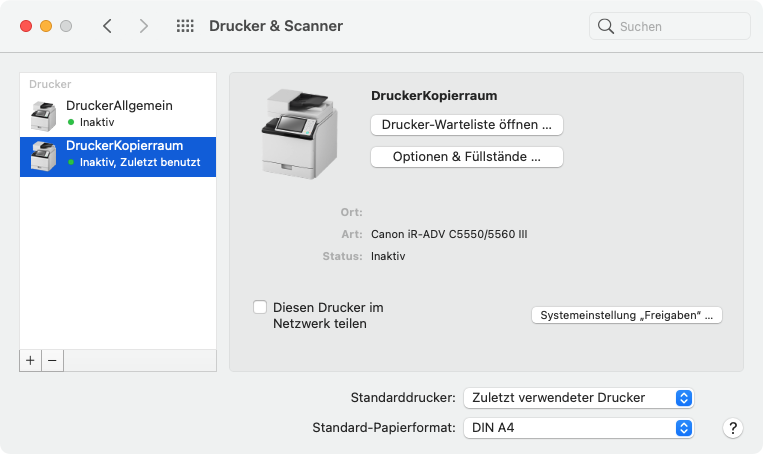 Drucker & Scanner
Suchen
Drucker
DruckerAllgemein
Inaktiv
DruckerKopierraum
Inaktiv, Zuletzt benutzt
+ −
DruckerKopierraum
Drucker-Warteliste öffnen ...
Optionen & Füllstände ...
Ort:
Art: Canon iR-ADV C5550/5560 III
Status: Inaktiv
Diesen Drucker im
Netzwerk teilen
Systemeinstellung „Freigaben“ ...
Standarddrucker: Zuletzt verwendeter Drucker
Standard-Papierformat: DIN A4
?